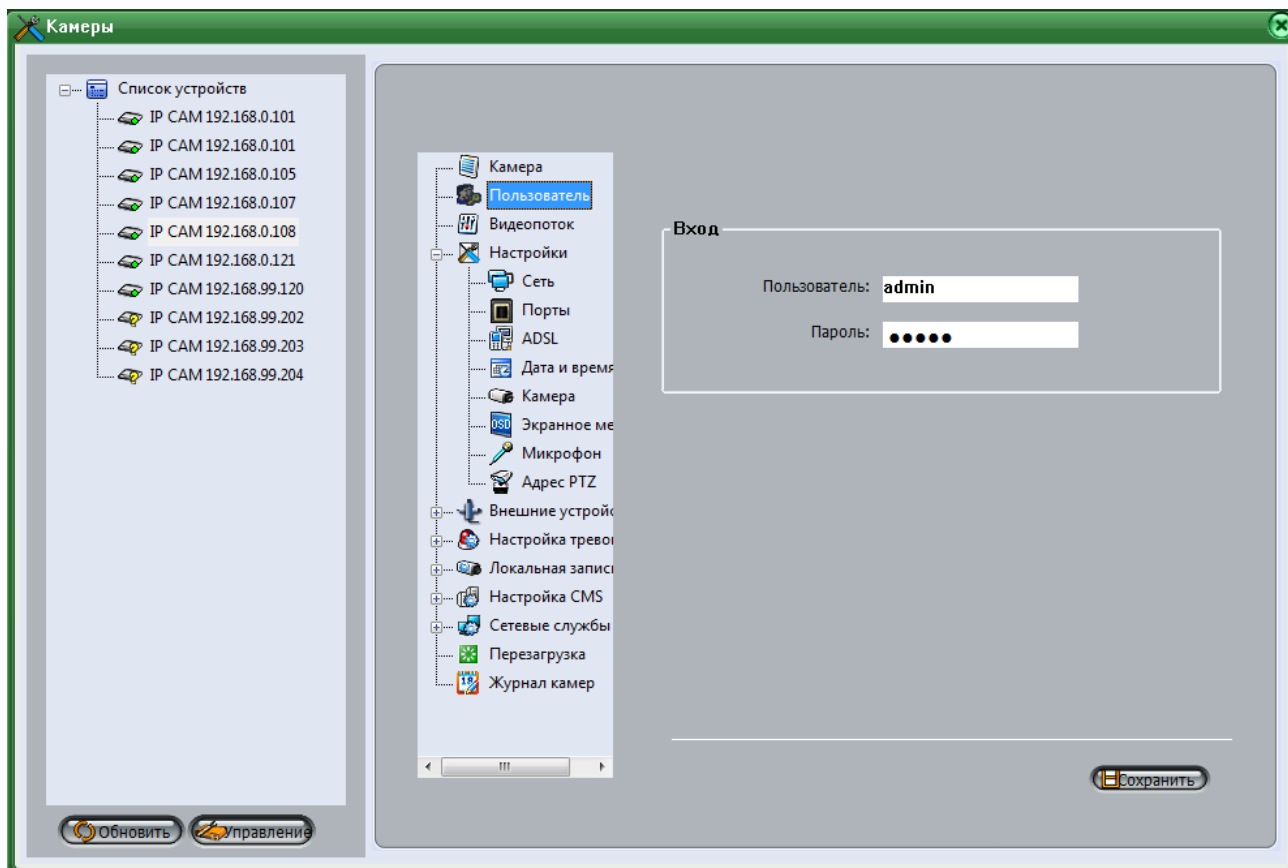 Камеры
Список устройств
IP CAM 192.168.0.101
IP CAM 192.168.0.101
IP CAM 192.168.0.105
IP CAM 192.168.0.107
IP CAM 192.168.0.108
IP CAM 192.168.0.121
IP CAM 192.168.99.120
IP CAM 192.168.99.202
IP CAM 192.168.99.203
IP CAM 192.168.99.204
Обновить
Управление
Камера
Пользователь
Видеопоток
Настройки
Сеть
Порты
ADSL
Дата и время
Камера
OSD Экранное ме
Микрофон
Адрес PTZ
Внешние устройс
Настройка тревог
Локальная записи
Настройка CMS
Сетевые службы
Перезагрузка
18 Журнал камер
Вход
Пользователь: admin
Пароль: ●●●●●
Сохранить